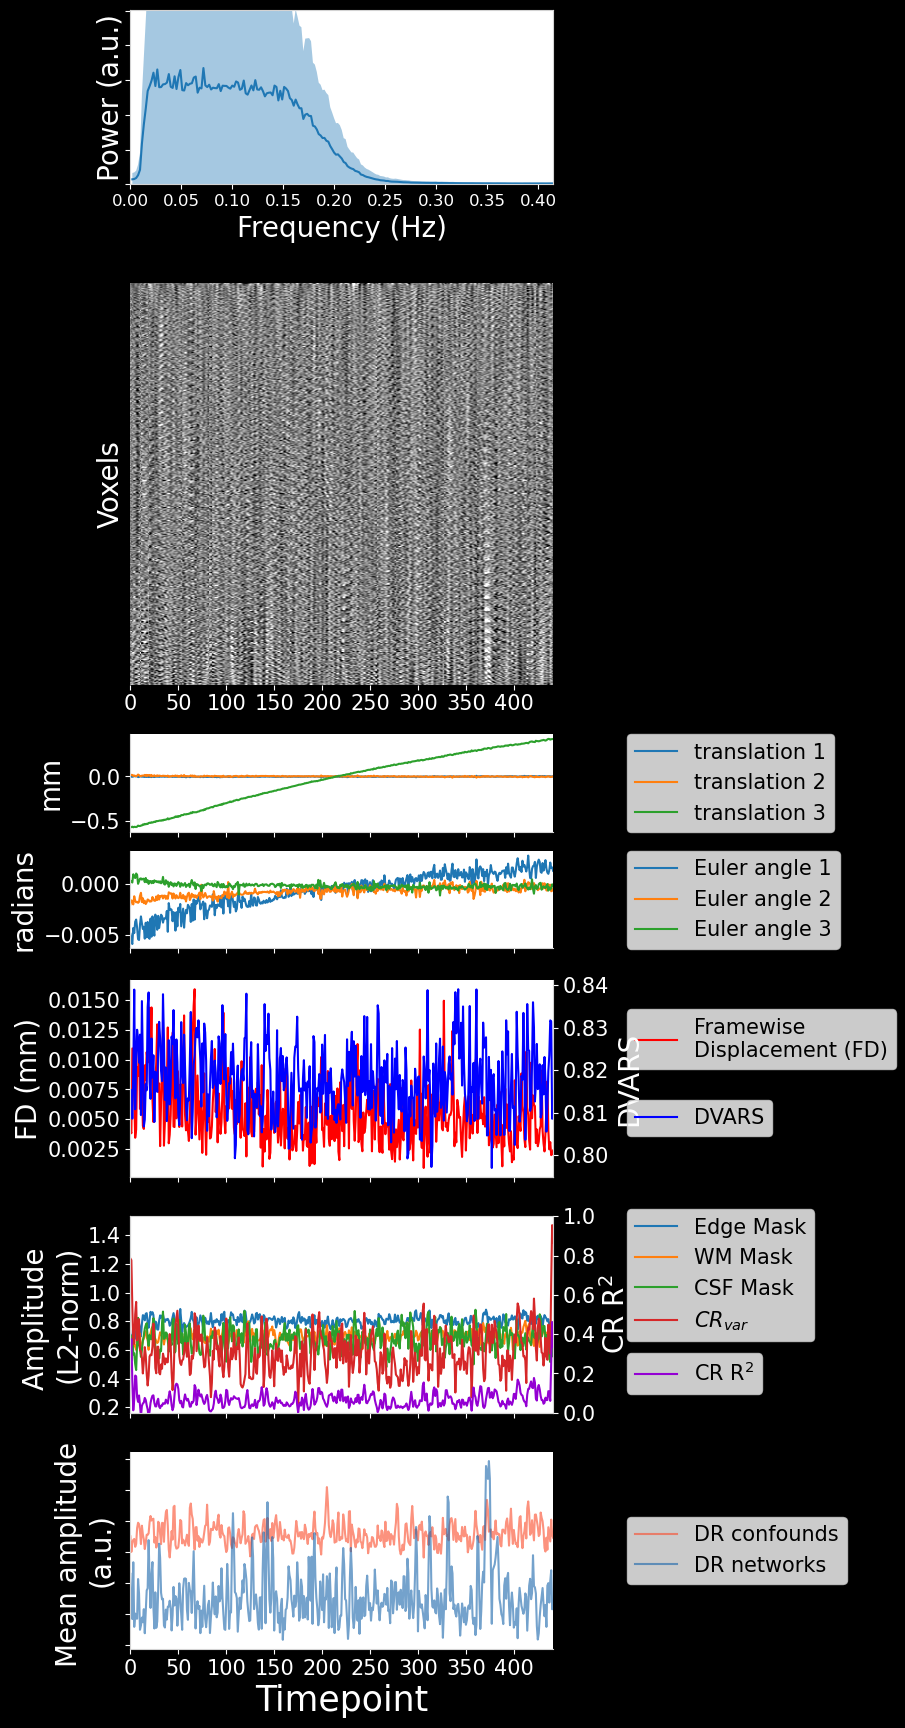 Power (a.u.)
0.00 0.05 0.10 0.15 0.20 0.25 0.30 0.35 0.40
Frequency (Hz)
Voxels
0 50 100 150 200 250 300 350 400
mm
0.0
−0.5
translation 1
translation 2
translation 3
radians
0.000
−0.005
Euler angle 1
Euler angle 2
Euler angle 3
FD (mm)
0.0150
0.0125
0.0100
0.0075
0.0050
0.0025
0.84
0.83
0.82
0.81
0.80
DVARS
Framewise
Displacement (FD)
DVARS
Amplitude
(L2-norm)
1.4
1.2
1.0
0.8
0.6
0.4
0.2
1.0
0.8
0.6
0.4
0.2
0.0
CR R²
Edge Mask
WM Mask
CSF Mask
CR_var
CR R²
Mean amplitude
(a.u.)
DR confounds
DR networks
0 50 100 150 200 250 300 350 400
Timepoint